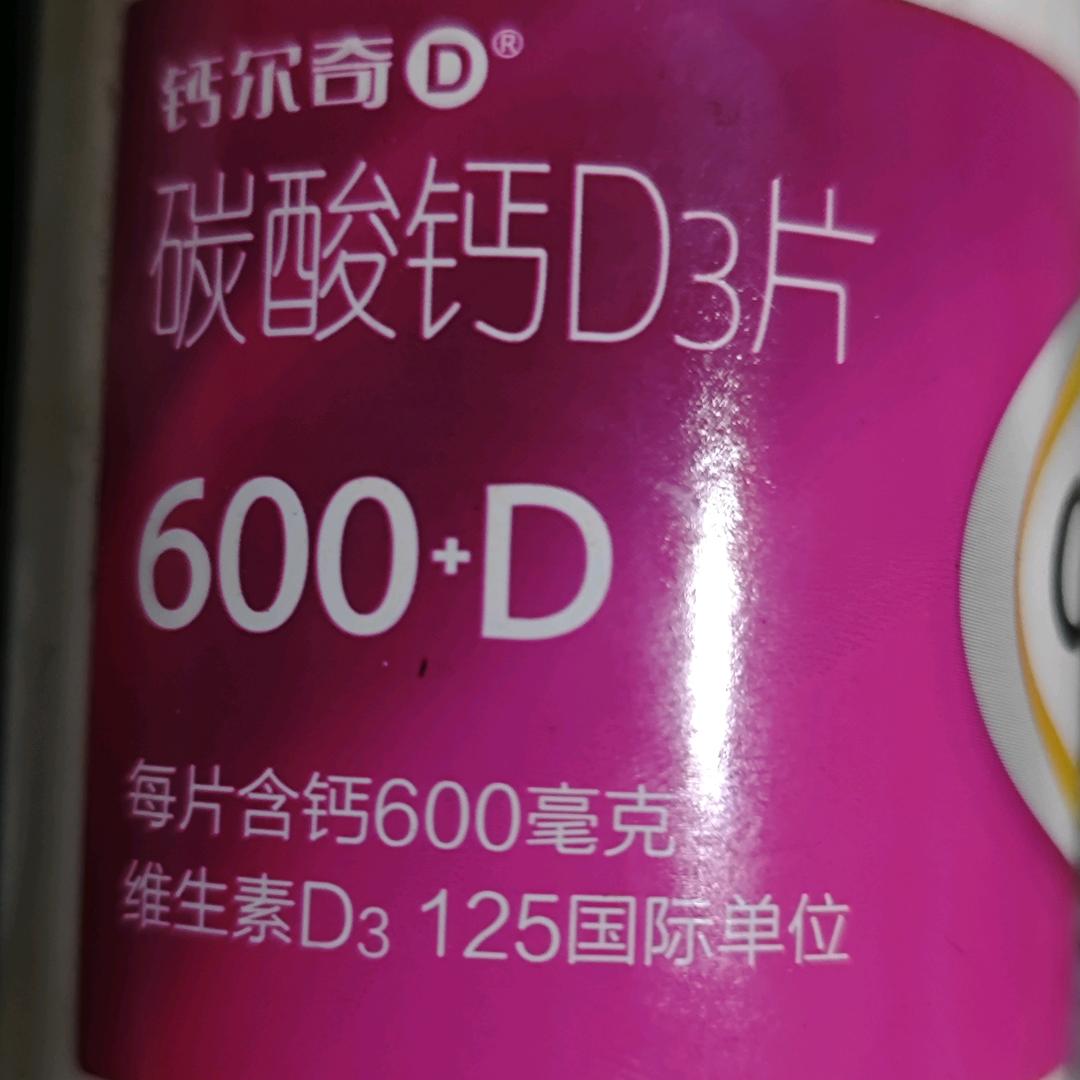 钙尔奇D®
碳酸钙D3片
600+D
每片含钙600毫克
维生素D3 125国际单位